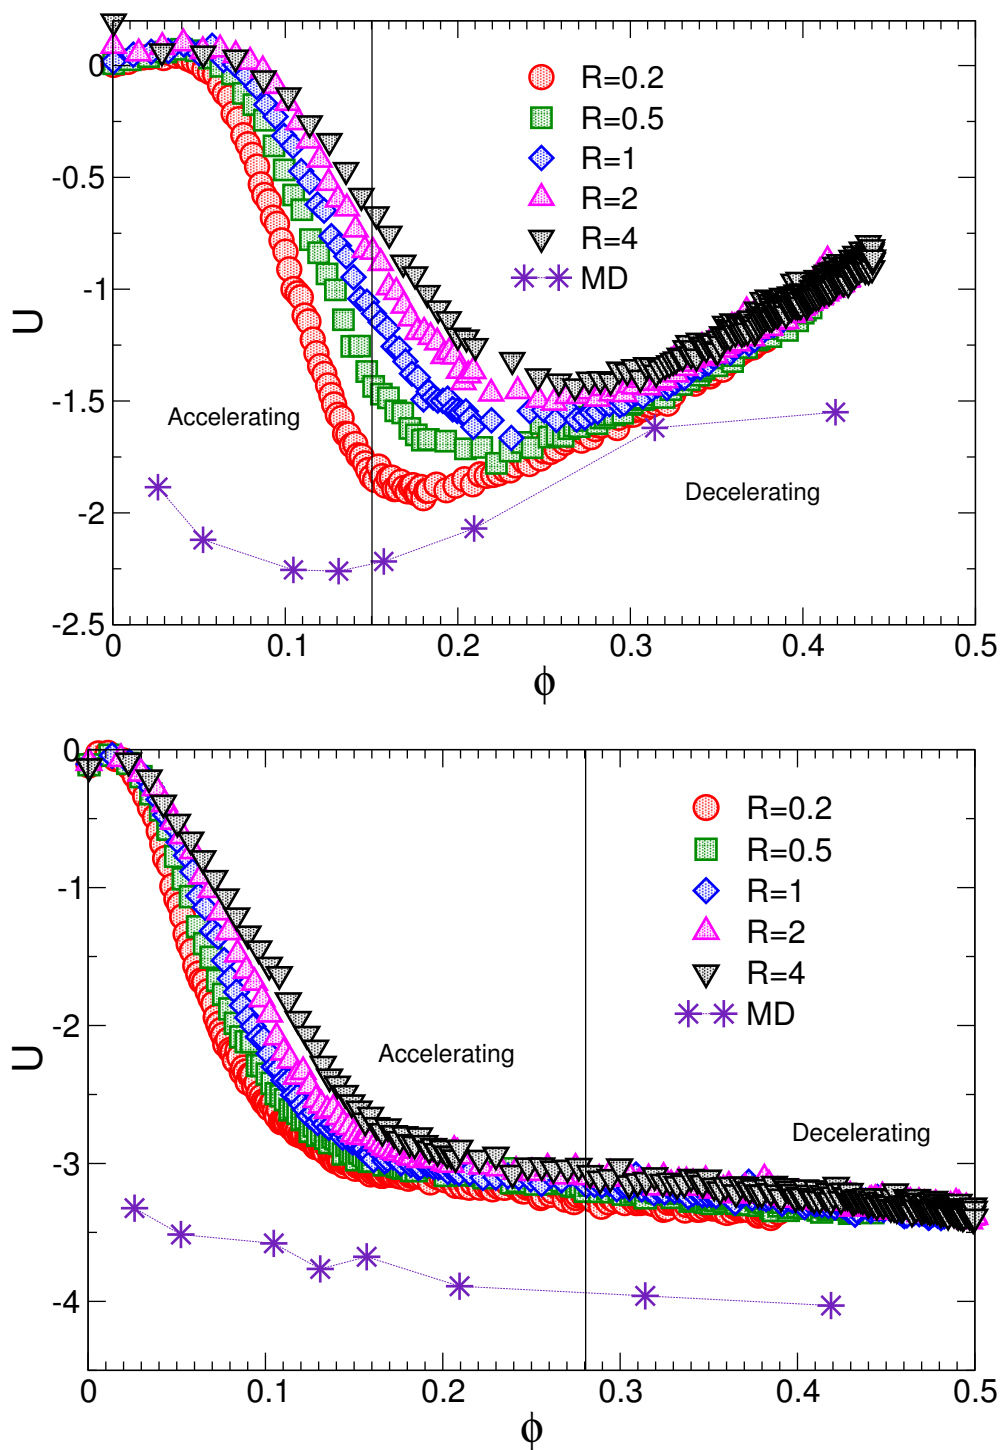 0
-0.5
-1
-1.5
-2
-2.5
U
0
0.1
0.2
0.3
0.4
0.5
ϕ
R=0.2
R=0.5
R=1
R=2
R=4
MD
Accelerating
Decelerating
0
-1
-2
-3
-4
U
0
0.1
0.2
0.3
0.4
0.5
ϕ
R=0.2
R=0.5
R=1
R=2
R=4
MD
Accelerating
Decelerating